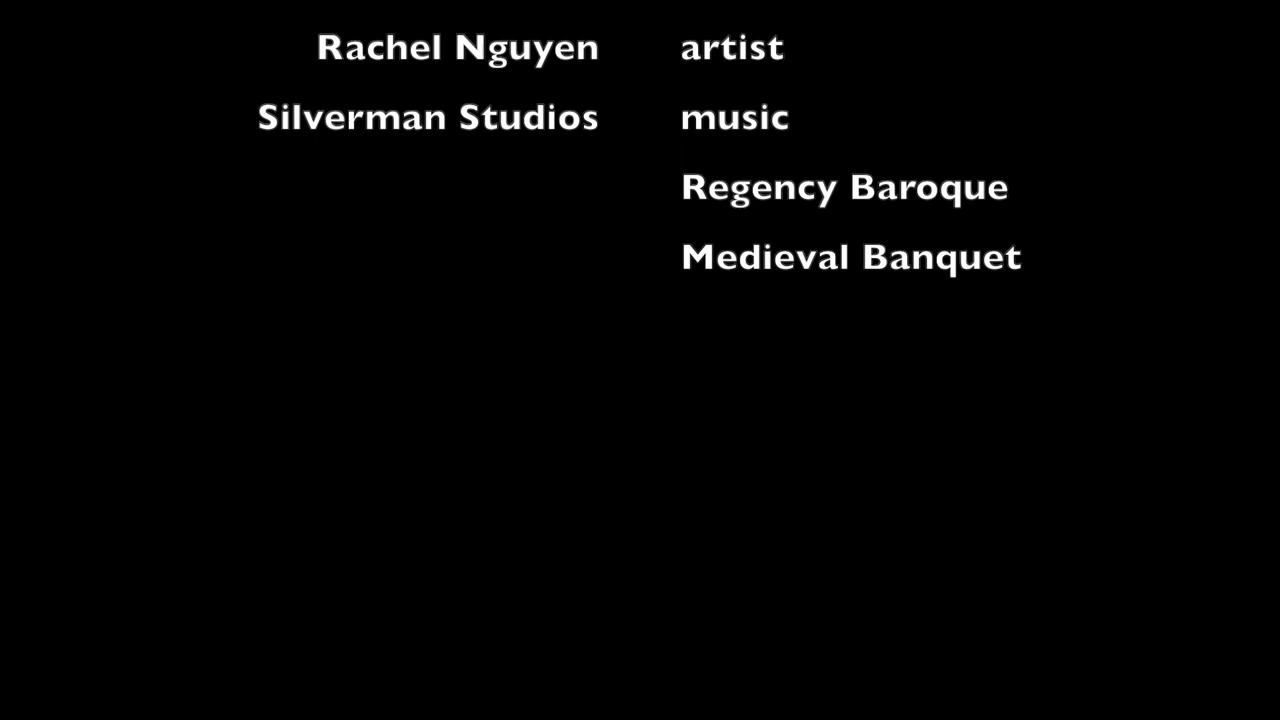 Rachel Nguyen artist
Silverman Studios music
Regency Baroque
Medieval Banquet